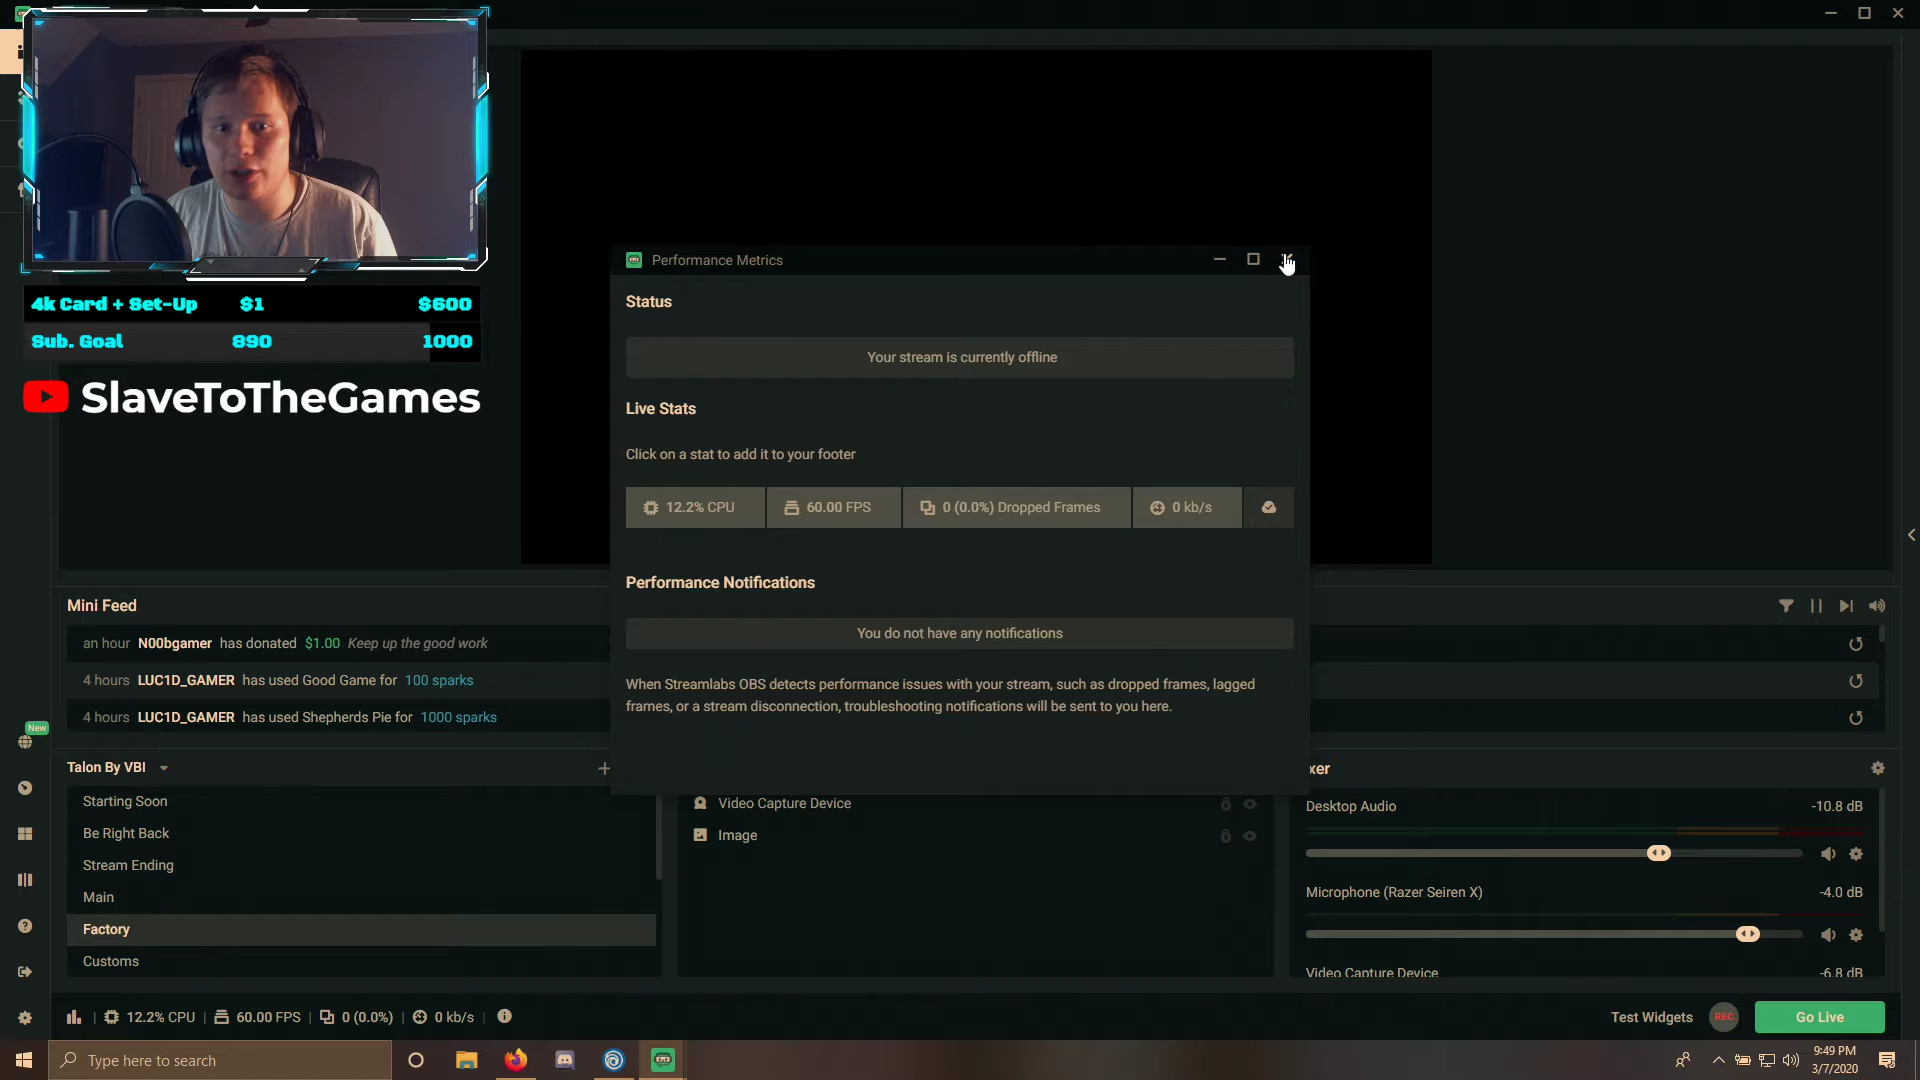 4k Card + Set-Up $1 $600
Sub. Goal 890 1000
SlaveToTheGames
Performance Metrics
Status
Your stream is currently offline
Live Stats
Click on a stat to add it to your footer
12.2% CPU 60.00 FPS 0 (0.0%) Dropped Frames 0 kb/s
Performance Notifications
You do not have any notifications
When Streamlabs OBS detects performance issues with your stream, such as dropped frames, lagged
frames, or a stream disconnection, troubleshooting notifications will be sent to you here.
Mini Feed
an hour N00bgamer has donated $1.00 Keep up the good work
4 hours LUC1D_GAMER has used Good Game for 100 sparks
4 hours LUC1D_GAMER has used Shepherds Pie for 1000 sparks
New
Talon By VBI
Starting Soon
Be Right Back
Stream Ending
Main
Factory
Customs
Video Capture Device
Image
xer
Desktop Audio -10.8 dB
Microphone (Razer Seiren X) -4.0 dB
Video Capture Device -6.8 dB
12.2% CPU 60.00 FPS 0 (0.0%) 0 kb/s
Test Widgets REC Go Live
Type here to search
9:49 PM
3/7/2020